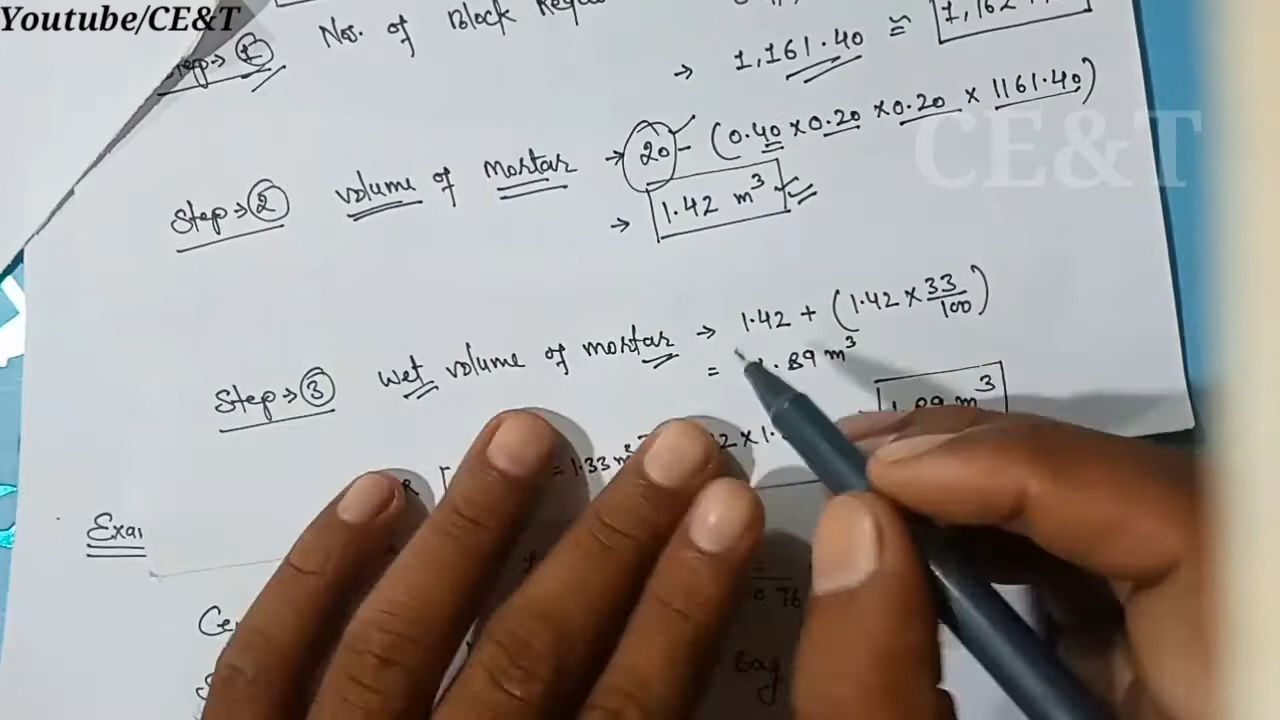 Youtube/CE&T
Step → ① Nos. of Block
→ 1,161.40 ≅
Step → ② volume of mortar → 20 - (0.40 × 0.20 × 0.20 × 1161.40)
→ 1.42 m³
CE&T
Step → ③ wet volume of mortar → 1.42 + (1.42 × 33/100)
= .89 m³
= 1.33 m³